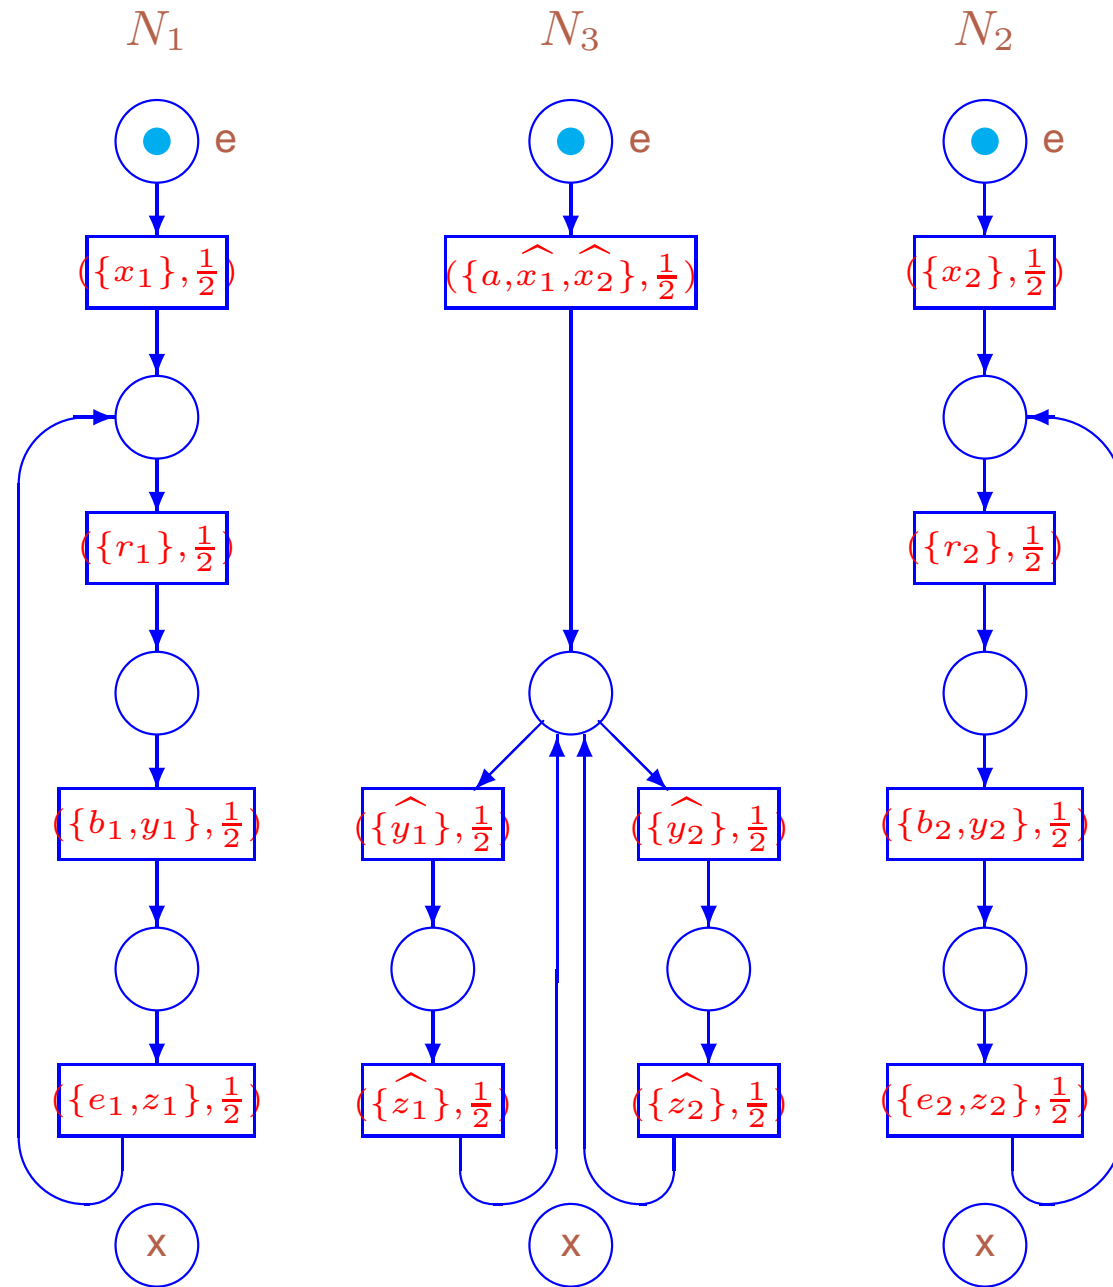 N₁ N₃ N₂
e e e
({x₁}, ½) ({a, x̂₁, x̂₂}, ½) ({x₂}, ½)
({r₁}, ½) ({r₂}, ½)
({b₁, y₁}, ½) ({ŷ₁}, ½) ({ŷ₂}, ½) ({b₂, y₂}, ½)
({e₁, z₁}, ½) ({ẑ₁}, ½) ({ẑ₂}, ½) ({e₂, z₂}, ½)
x x x